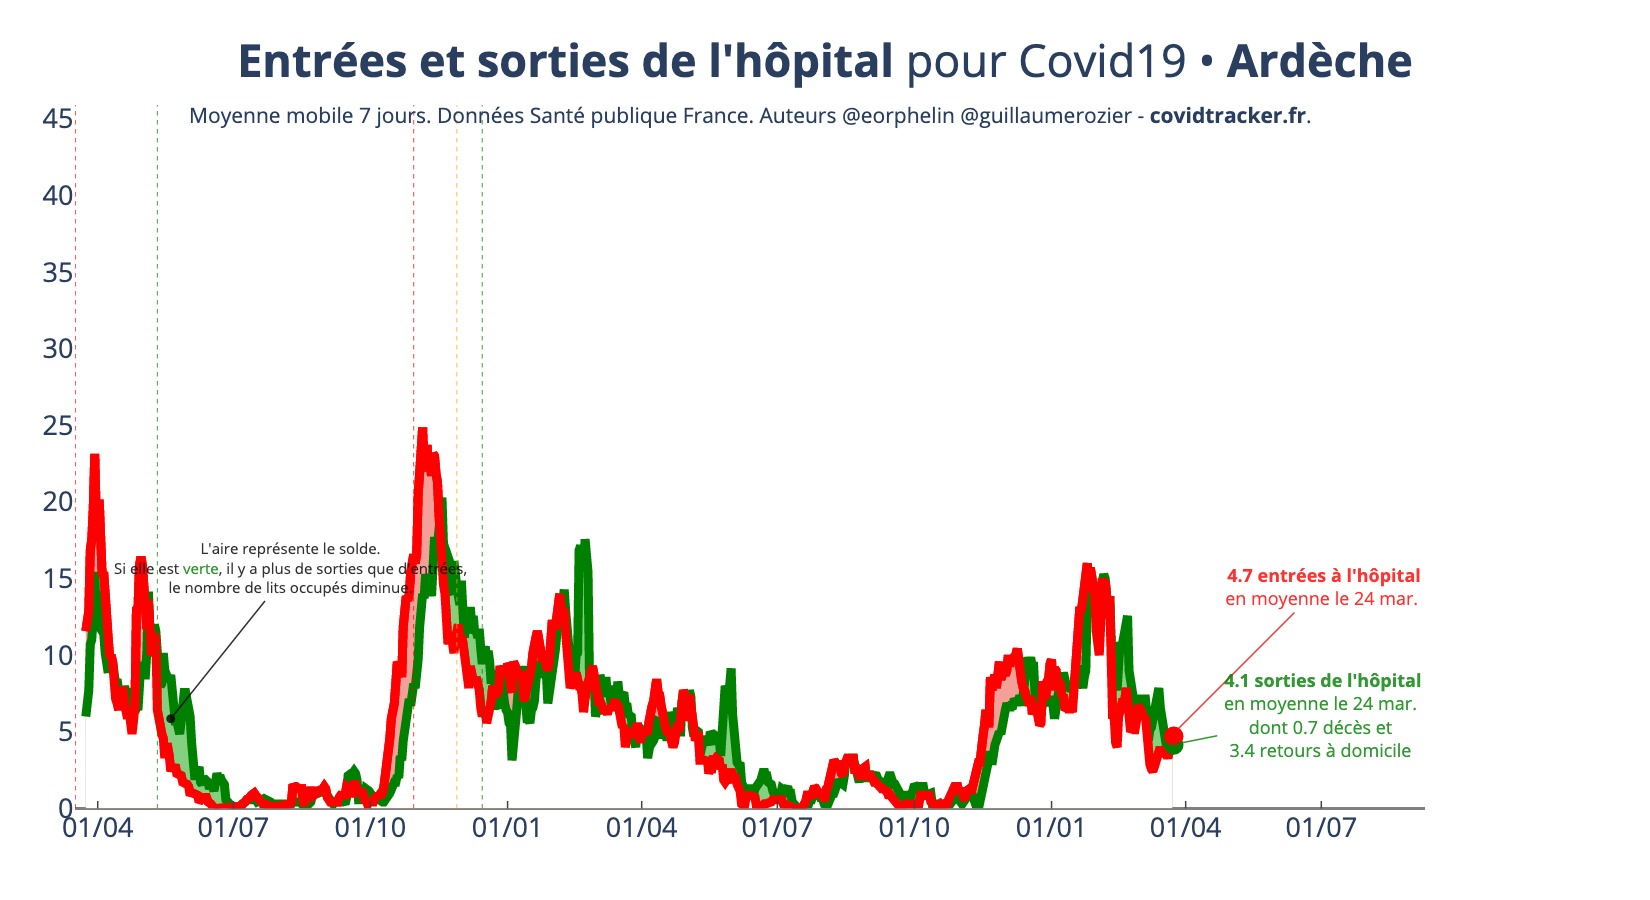 Entrées et sorties de l'hôpital pour Covid19 • Ardèche
Moyenne mobile 7 jours. Données Santé publique France. Auteurs @eorphelin @guillaumerozier - covidtracker.fr.
45
40
35
30
25
20
15
10
5
0
L'aire représente le solde.
Si elle est verte, il y a plus de sorties que d'entrées,
le nombre de lits occupés diminue.
4.7 entrées à l'hôpital
en moyenne le 24 mar.
4.1 sorties de l'hôpital
en moyenne le 24 mar.
dont 0.7 décès et
3.4 retours à domicile
01/04 01/07 01/10 01/01 01/04 01/07 01/10 01/01 01/04 01/07